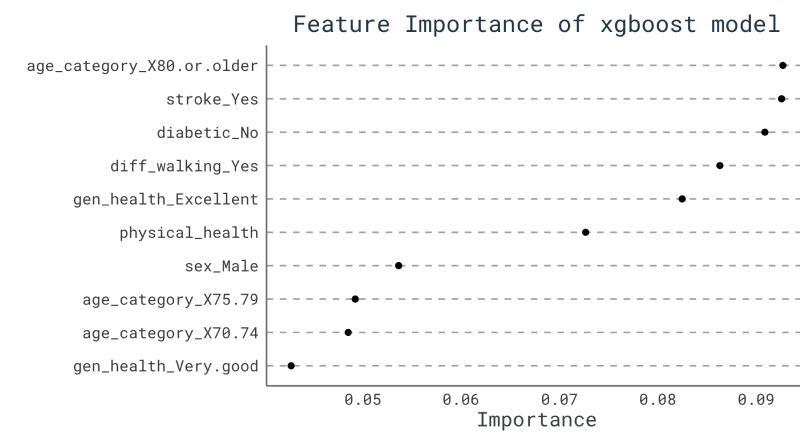 Feature Importance of xgboost model
age_category_X80.or.older
stroke_Yes
diabetic_No
diff_walking_Yes
gen_health_Excellent
physical_health
sex_Male
age_category_X75.79
age_category_X70.74
gen_health_Very.good
0.05 0.06 0.07 0.08 0.09
Importance